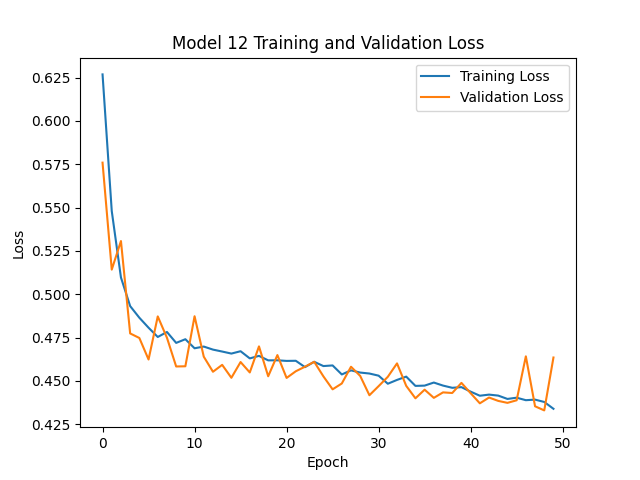 Model 12 Training and Validation Loss
Training Loss
Validation Loss
Loss
0.625
0.600
0.575
0.550
0.525
0.500
0.475
0.450
0.425
0 10 20 30 40 50
Epoch